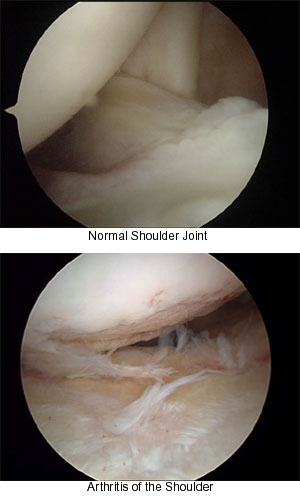 Normal Shoulder Joint
Arthritis of the Shoulder